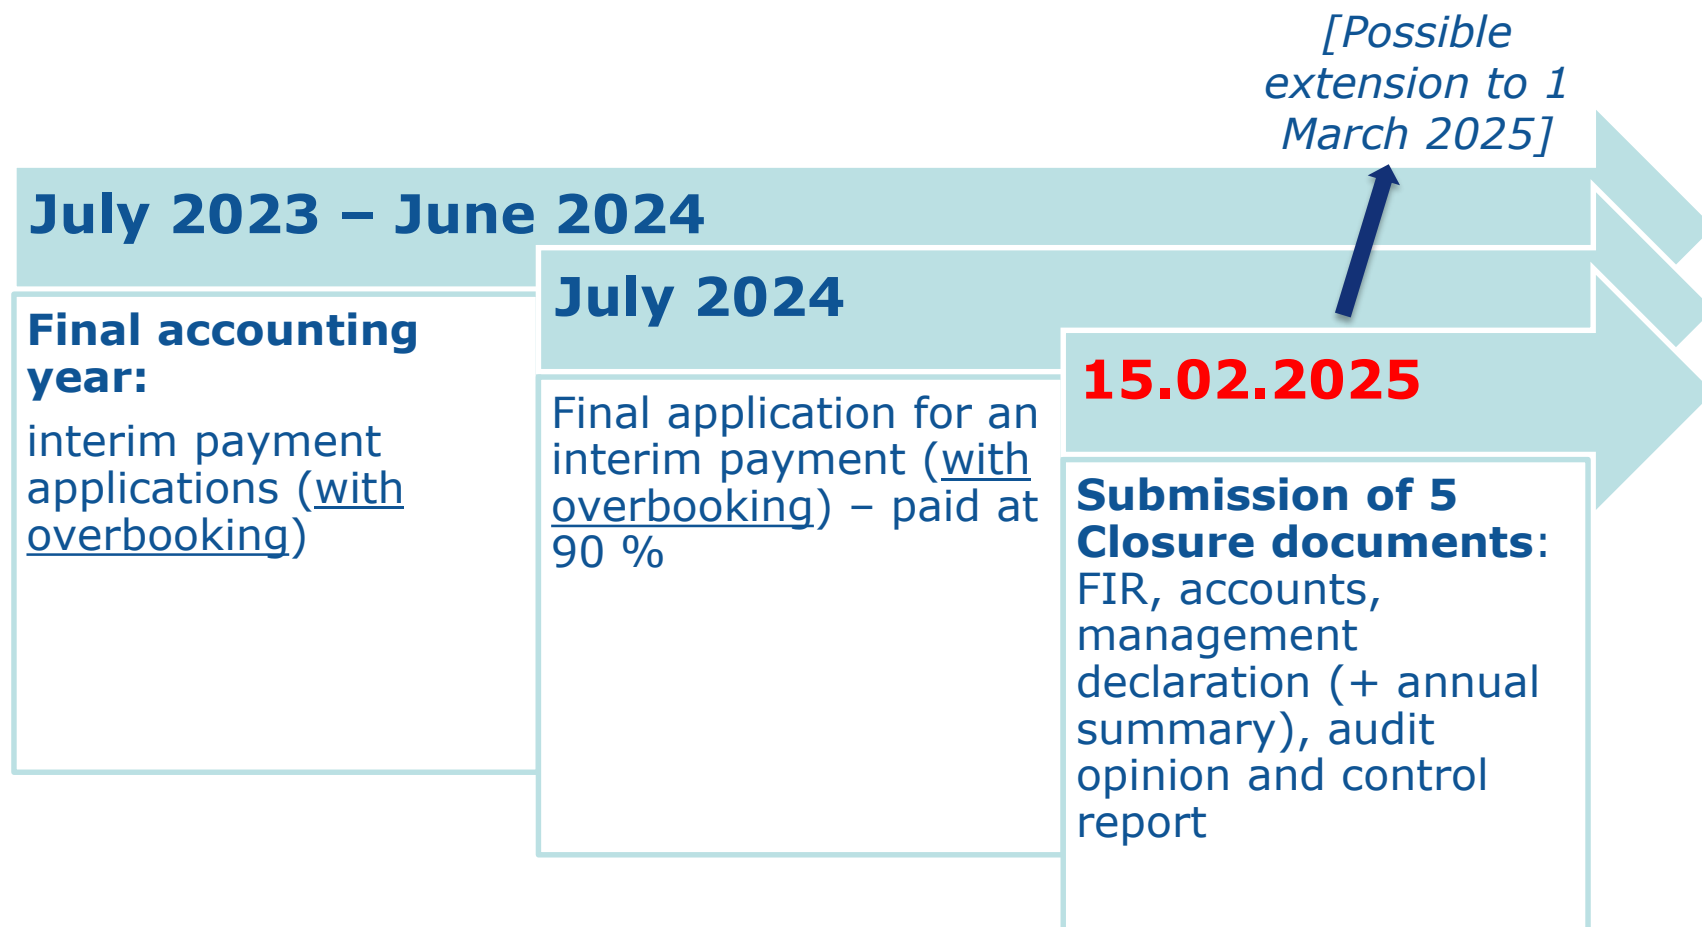 [Possible
extension to 1
March 2025]
July 2023 – June 2024
Final accounting
year:
interim payment
applications (with
overbooking)
July 2024
Final application for an
interim payment (with
overbooking) – paid at
90 %
15.02.2025
Submission of 5
Closure documents:
FIR, accounts,
management
declaration (+ annual
summary), audit
opinion and control
report